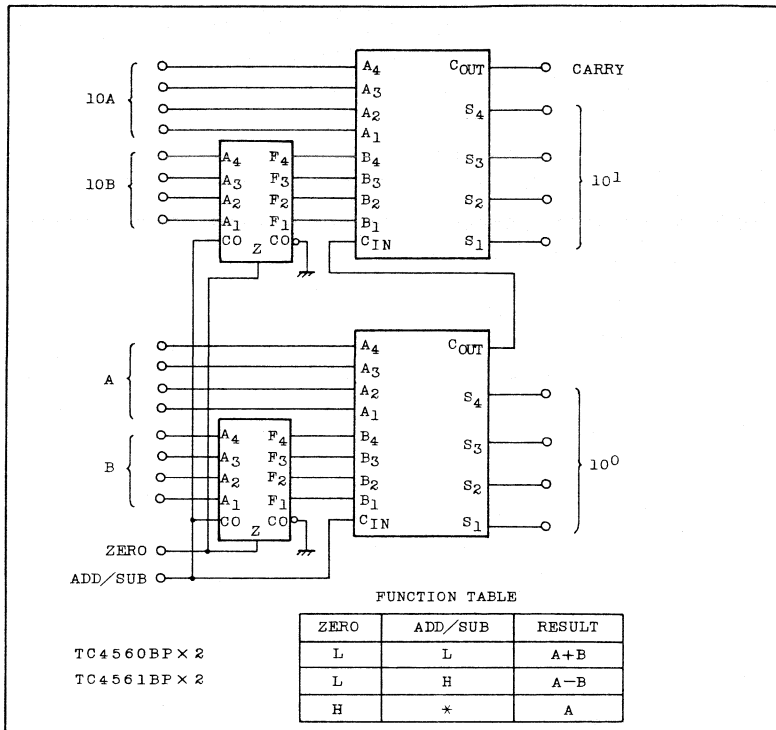 10A
A4 COUT CARRY
A3
A2 S4
A1
10B
A4 F4 B4
A3 F3 B3 S3
A2 F2 B2 S2
A1 F1 B1
CO Z CO CIN S1
10¹
A
A4 COUT
A3
A2 S4
A1
B
A4 F4 B4
A3 F3 B3 S3
A2 F2 B2 S2
A1 F1 B1
CO Z CO CIN S1
10⁰
ZERO
ADD/SUB
FUNCTION TABLE
ZERO ADD/SUB RESULT
L L A+B
L H A−B
H * A
TC4560BP×2
TC4561BP×2